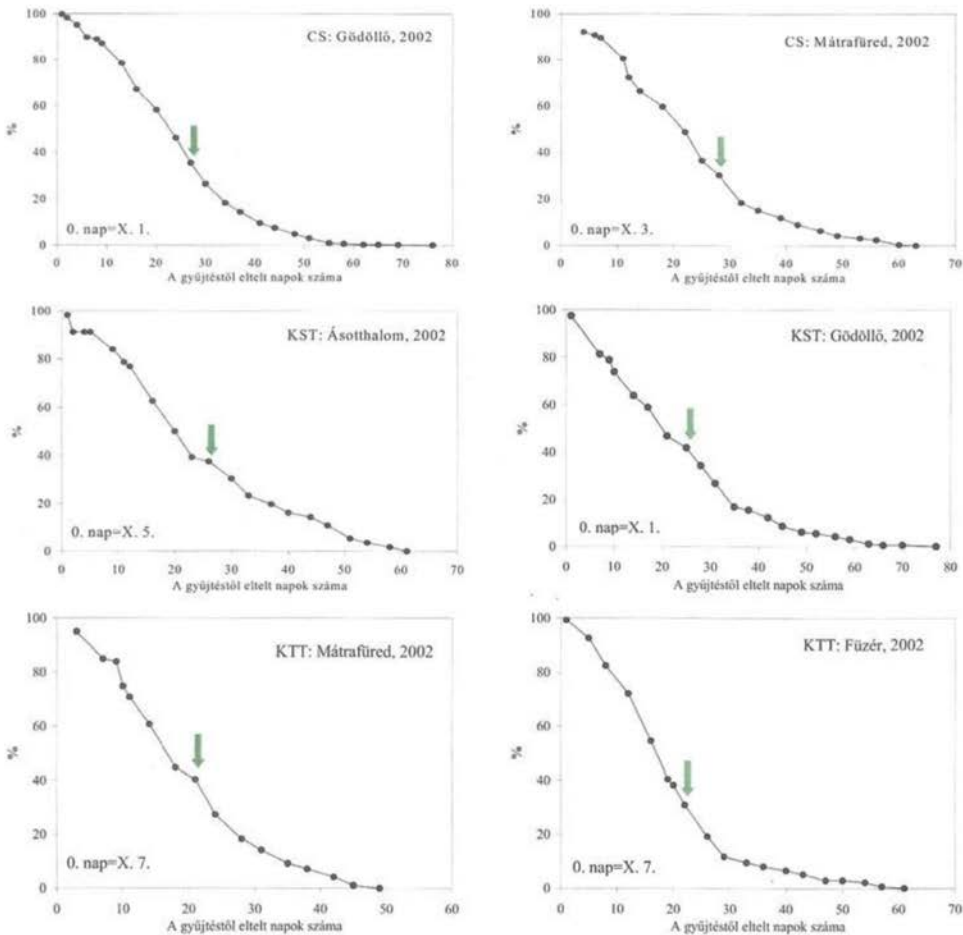 CS: Gödöllő, 2002
100
80
60
40
20
0
%
0. nap=X. 1.
0 10 20 30 40 50 60 70 80
A gyűjtéstől eltelt napok száma
CS: Mátrafüred, 2002
100
80
60
40
20
0
%
0. nap=X. 3.
0 10 20 30 40 50 60 70
A gyűjtéstől eltelt napok száma
KST: Ásotthalom, 2002
100
80
60
40
20
0
%
0. nap=X. 5.
0 10 20 30 40 50 60 70
A gyűjtéstől eltelt napok száma
KST: Gödöllő, 2002
100
80
60
40
20
0
%
0. nap=X. 1.
0 10 20 30 40 50 60 70 80
A gyűjtéstől eltelt napok száma
KTT: Mátrafüred, 2002
100
80
60
40
20
0
%
0. nap=X. 7.
0 10 20 30 40 50 60
A gyűjtéstől eltelt napok száma
KTT: Füzér, 2002
100
80
60
40
20
0
%
0. nap=X. 7.
0 10 20 30 40 50 60 70
A gyűjtéstől eltelt napok száma